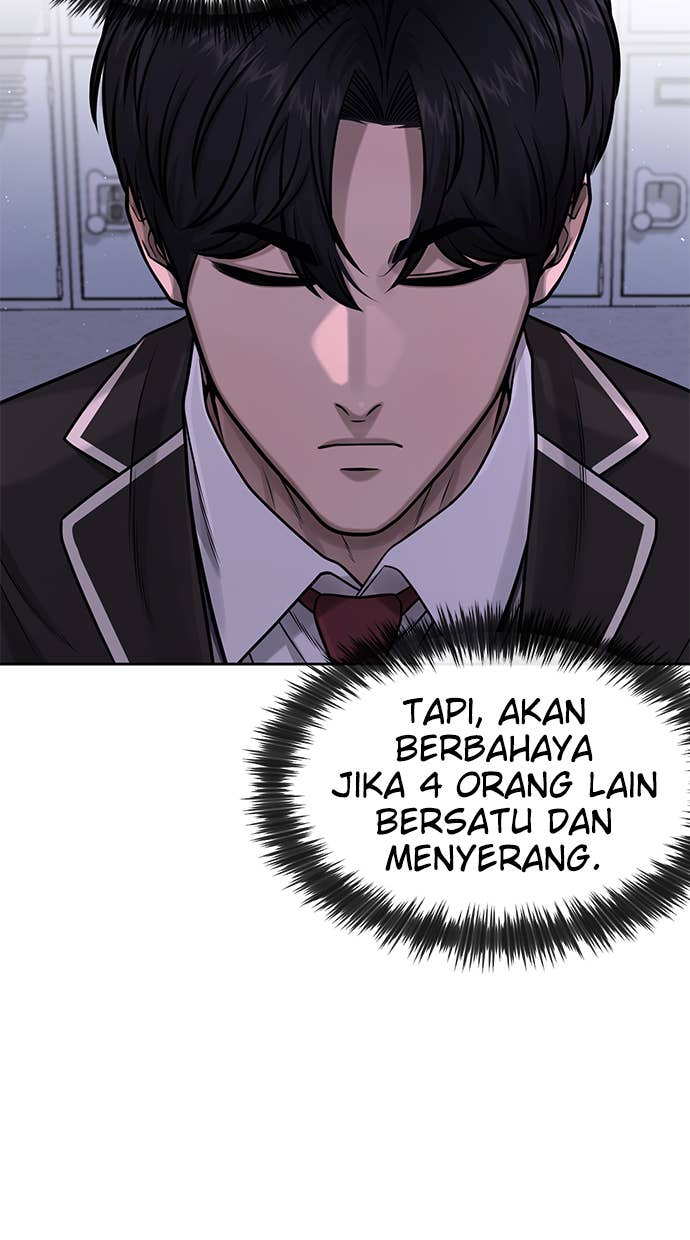 TAPI, AKAN
BERBAHAYA
JIKA 4 ORANG LAIN
BERSATU DAN
MENYERANG.